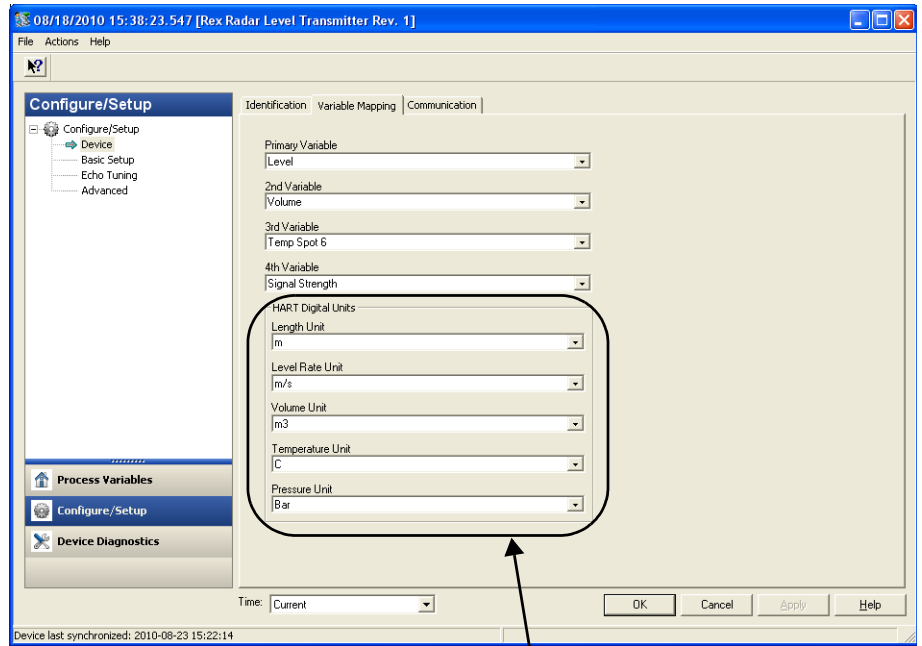 08/18/2010 15:38:23.547 [Rex Radar Level Transmitter Rev. 1]
File Actions Help
Configure/Setup
Configure/Setup
Device
Basic Setup
Echo Tuning
Advanced
Process Variables
Configure/Setup
Device Diagnostics
Identification Variable Mapping Communication
Primary Variable
Level
2nd Variable
Volume
3rd Variable
Temp Spot 6
4th Variable
Signal Strength
HART Digital Units
Length Unit
m
Level Rate Unit
m/s
Volume Unit
m3
Temperature Unit
C
Pressure Unit
Bar
Time: Current
OK Cancel Apply Help
Device last synchronized: 2010-08-23 15:22:14